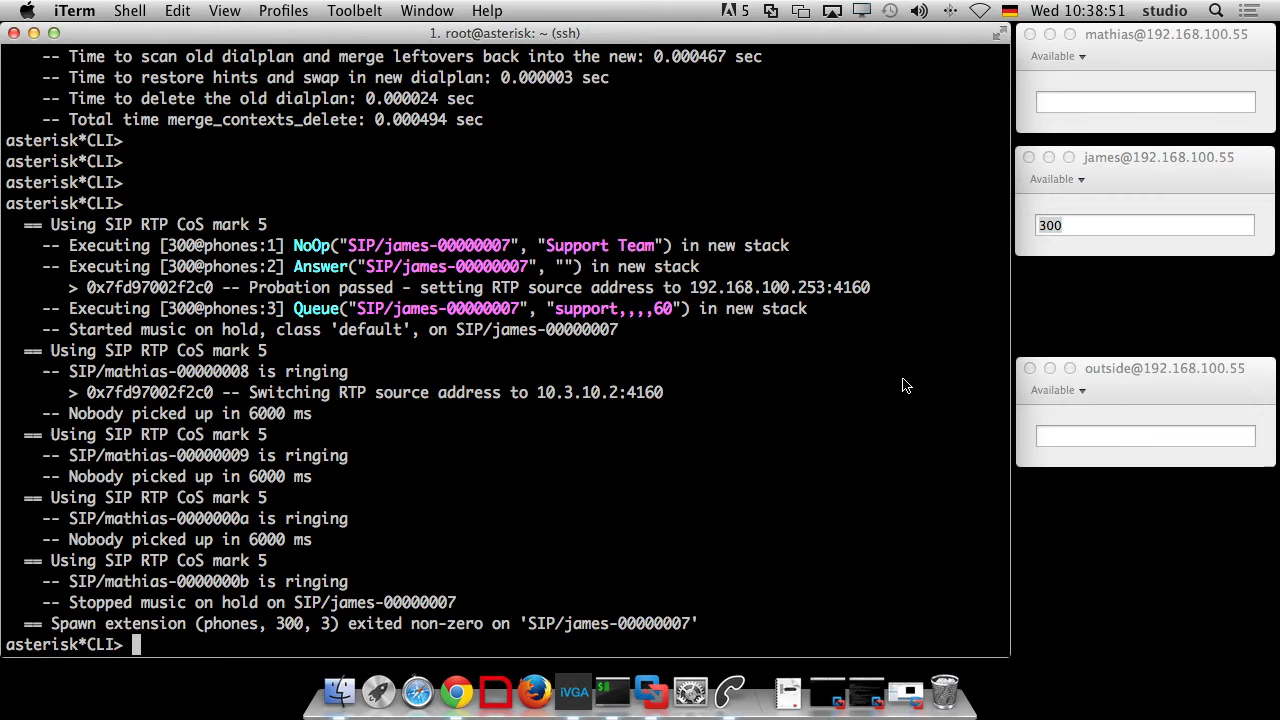 iTerm Shell Edit View Profiles Toolbelt Window Help 5 Wed 10:38:51 studio
1. root@asterisk: ~ (ssh)
-- Time to scan old dialplan and merge leftovers back into the new: 0.000467 sec
-- Time to restore hints and swap in new dialplan: 0.000003 sec
-- Time to delete the old dialplan: 0.000024 sec
-- Total time merge_contexts_delete: 0.000494 sec
asterisk*CLI>
asterisk*CLI>
asterisk*CLI>
asterisk*CLI>
== Using SIP RTP CoS mark 5
-- Executing [300@phones:1] NoOp("SIP/james-00000007", "Support Team") in new stack
-- Executing [300@phones:2] Answer("SIP/james-00000007", "") in new stack
> 0x7fd97002f2c0 -- Probation passed - setting RTP source address to 192.168.100.253:4160
-- Executing [300@phones:3] Queue("SIP/james-00000007", "support,,,,60") in new stack
-- Started music on hold, class 'default', on SIP/james-00000007
== Using SIP RTP CoS mark 5
-- SIP/mathias-00000008 is ringing
> 0x7fd97002f2c0 -- Switching RTP source address to 10.3.10.2:4160
-- Nobody picked up in 6000 ms
== Using SIP RTP CoS mark 5
-- SIP/mathias-00000009 is ringing
-- Nobody picked up in 6000 ms
== Using SIP RTP CoS mark 5
-- SIP/mathias-0000000a is ringing
-- Nobody picked up in 6000 ms
== Using SIP RTP CoS mark 5
-- SIP/mathias-0000000b is ringing
-- Stopped music on hold on SIP/james-00000007
== Spawn extension (phones, 300, 3) exited non-zero on 'SIP/james-00000007'
asterisk*CLI>
mathias@192.168.100.55
Available
james@192.168.100.55
Available
300
outside@192.168.100.55
Available
iVGA